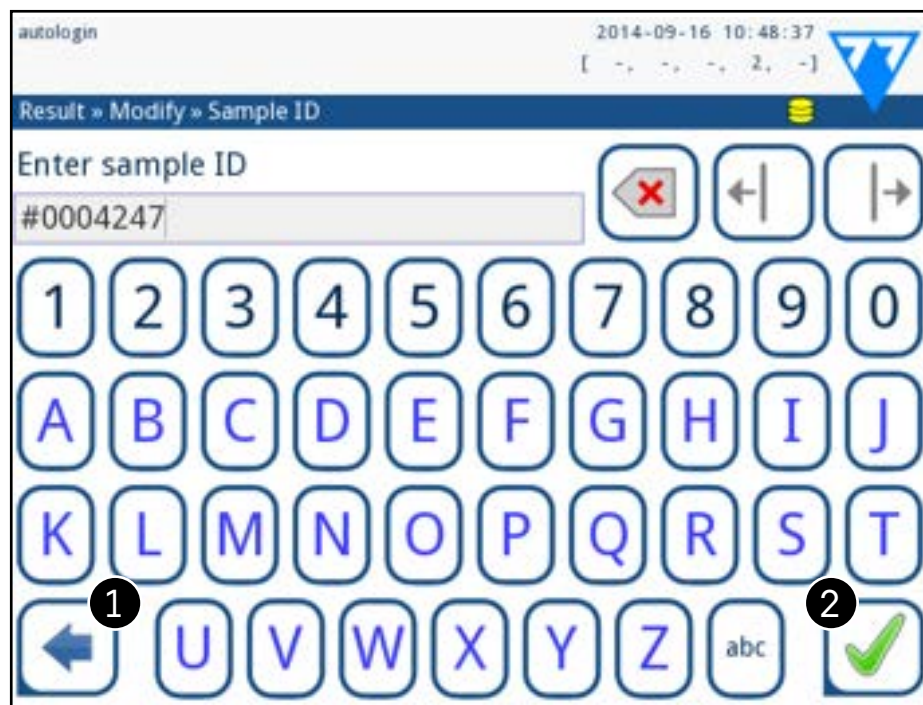 autologin
2014-09-16 10:48:37
[ -, -, -, 2, -]
Result » Modify » Sample ID
Enter sample ID
#0004247
1 2 3 4 5 6 7 8 9 0
A B C D E F G H I J
K L M N O P Q R S T
1 2
U V W X Y Z abc